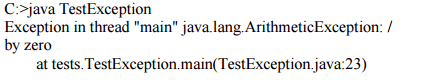 C:>java TestException
Exception in thread "main" java.lang.ArithmeticException: /
by zero
at tests.TestException.main(TestException.java:23)